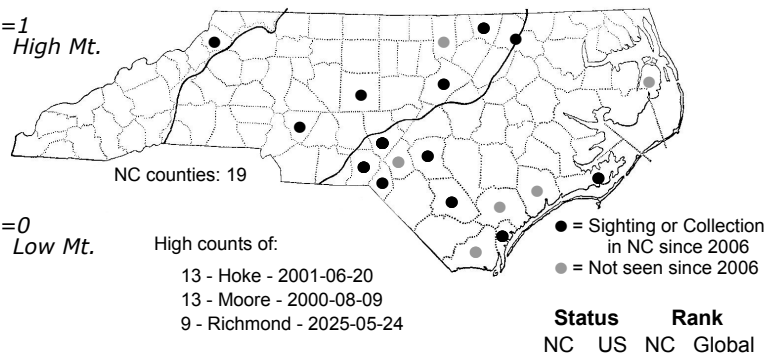 =1
High Mt.
NC counties: 19
=0
Low Mt.
High counts of:
13 - Hoke - 2001-06-20
13 - Moore - 2000-08-09
9 - Richmond - 2025-05-24
● = Sighting or Collection
in NC since 2006
● = Not seen since 2006
Status Rank
NC US NC Global